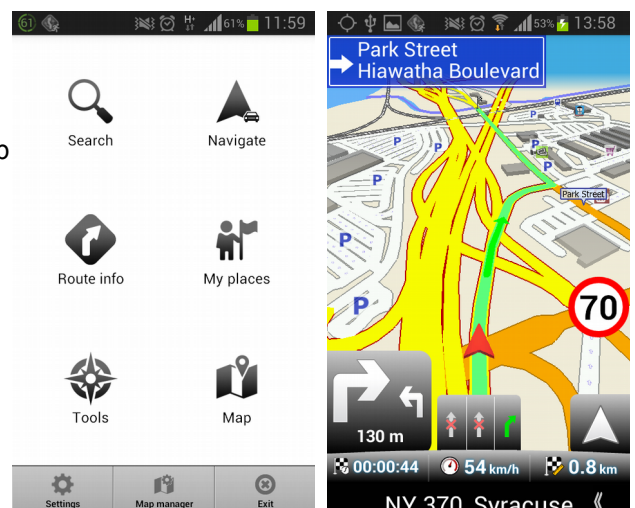 61
61%
11:59
Search
Navigate
Route info
My places
Tools
Map
Settings
Map manager
Exit
53%
13:58
Park Street
Hiawatha Boulevard
P
P
P
P
P
P
P
P
Park Street
70
130 m
00:00:44
54 km/h
0.8 km
NY 370, Syracuse